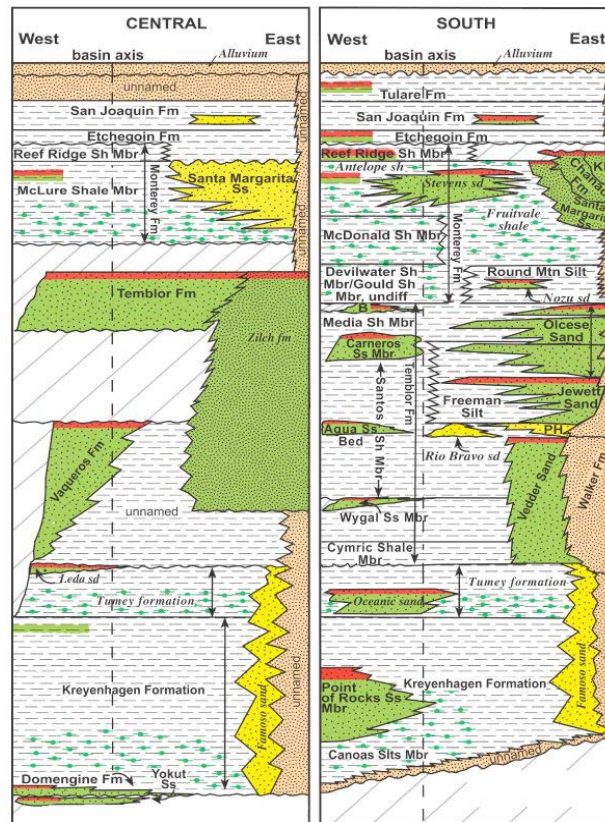 CENTRAL
West
East
basin axis
Alluvium
unnamed
San Joaquin Fm
Etchegoin Fm
Reef Ridge Sh Mbr
McLure Shale Mbr
Monterey Fm
Santa Margarita
Ss
unnamed
Temblor Fm
Zilch fm
Vaqueros Fm
unnamed
Leda sd
Tumey formation
Kreyenhagen Formation
Famoso sand
unnamed
Domengine Fm
Yokut
Ss
SOUTH
West
East
basin axis
Alluvium
Tulare Fm
San Joaquin Fm
Etchegoin Fm
Reef Ridge Sh Mbr
Antelope sh
Stevens sd
Chanac
Fm
Santa
Margarita
Ss
Fruitvale
shale
McDonald Sh Mbr
Monterey Fm
Devilwater Sh
Mbr/Gould Sh
Mbr, undiff
Round Mtn Silt
Nozu sd
B
Media Sh Mbr
Carneros
Ss Mbr
Olcese
Sand
Temblor Fm
Santos
Sh Mbr
Freeman
Silt
Jewett
Sand
Agua Ss
Bed
PH
Rio Bravo sd
Vedder Sand
Walker Fm
Wygal Ss Mbr
Cymric Shale
Mbr
Tumey formation
Oceanic sand
Kreyenhagen Formation
Point
of Rocks Ss
Mbr
Famoso sand
Canoas Slts Mbr
unnamed